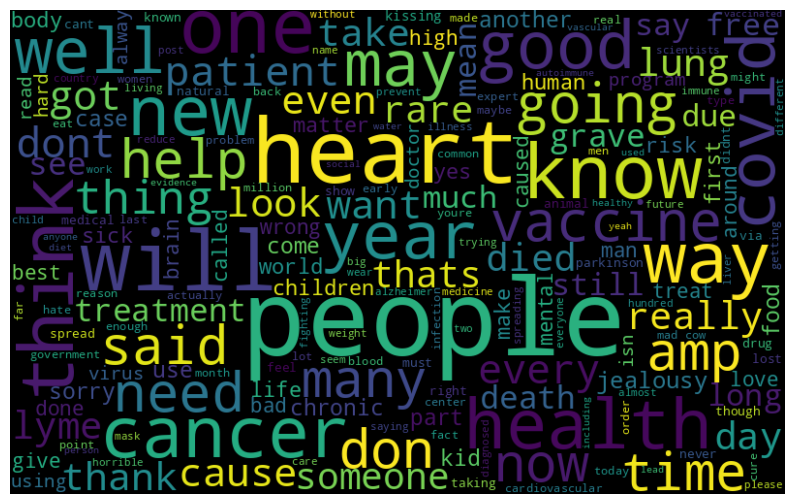 body
cant
known
one
take
kissing
without
made
another
say
free
real
vaccinated
vascular
scientists
well
alway
post
name
patient
may
high
mean
good
lung
autoimmune
might
read
hard
got
country
women
living
natural
back
prevent
expert
maybe
human
program
immune
type
different
case
eat
new
even
rare
going
due
covid
dont
reduce
problem
water
illness
matter
doctor
yes
grave
risk
see
work
evidence
million
social
heart
caused
men
common
used
didnt
first
around
help
thing
look
show
early
want
much
know
animal
healthy
future
via
child
medical
last
sick
brain
called
wrong
come
year
youre
trying
vaccine
yeah
liver
getting
think
anyone
diet
will
world
big
wear
thats
died
man
parkinson
best
reason
actually
children
alzheimer
medicine
still
treat
food
way
far
hate
enough
treatment
fighting
weight
infection
two
spreading
everyone
make
mental
isn
hundred
mad cow
drug
lost
spread
government
month
said
lot
feel
seem
blood
people
must
really
amp
virus
use
sorry
need
life
many
right
center
every
death
jealousy
almost
love
long
lyme
done
bad
chronic
saying
part
including
health
though
order
never
day
point
mask
fact
give
person
cancer
don
kid
diagnosed
now
today
lead
cure
time
please
using
horrible
thank
cause
care
someone
taking
cardiovascular